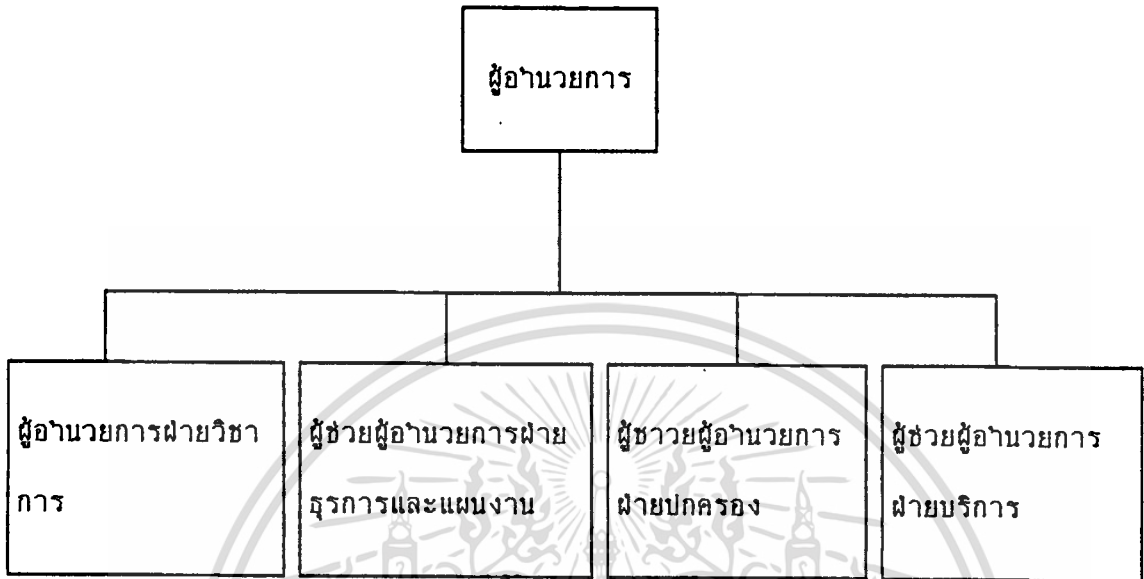 ผู้อำนวยการ
ผู้อำนวยการฝ่ายวิชา
การ
ผู้ช่วยผู้อำนวยการฝ่าย
ธุรการและแผนงาน
ผู้ชาวยผู้อำนวยการ
ฝ่ายปกครอง
ผู้ช่วยผู้อำนวยการ
ฝ่ายบริการ